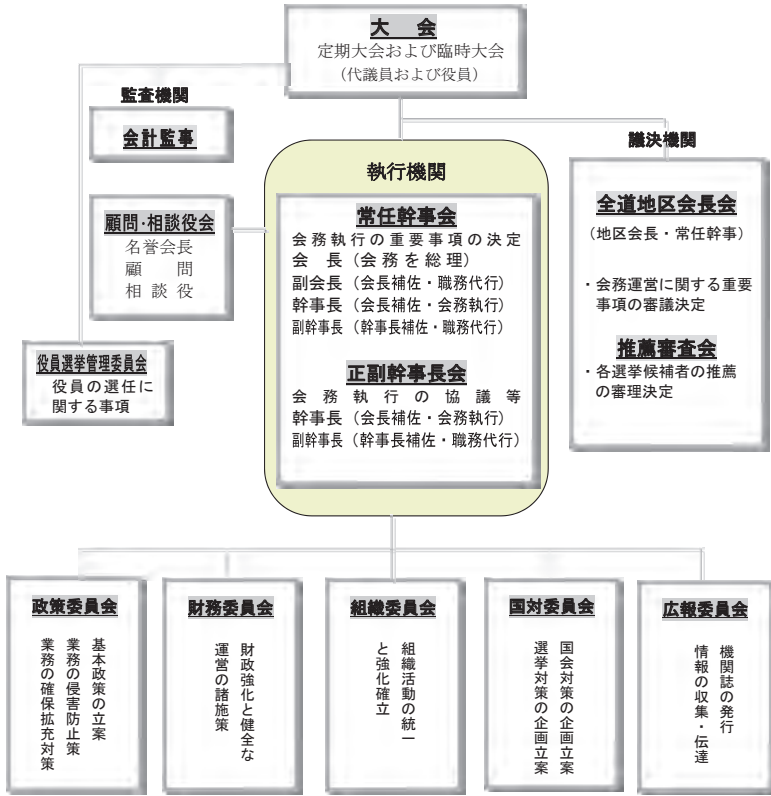 大 会
定期大会および臨時大会
（代議員および役員）
監査機関
会計監事
顧問･相談役会
名誉会長
顧 問
相 談 役
役員選挙管理委員会
役員の選任に
関する事項
執行機関
常任幹事会
会務執行の重要事項の決定
会 長（会務を総理）
副会長（会長補佐・職務代行）
幹事長（会長補佐・会務執行）
副幹事長（幹事長補佐・職務代行）
正副幹事長会
会務執行の協議等
幹事長（会長補佐・会務執行）
副幹事長（幹事長補佐・職務代行）
議決機関
全道地区会長会
（地区会長・常任幹事）
・会務運営に関する重要
事項の審議決定
推薦審査会
・各選挙候補者の推薦
の審理決定
政策委員会
基本政策の立案
業務の侵害防止策
業務の確保拡充対策
財務委員会
財政強化と健全な
運営の諸施策
組織委員会
組織活動の統一
と強化確立
国対委員会
国会対策の企画立案
選挙対策の企画立案
広報委員会
機関誌の発行
情報の収集・伝達